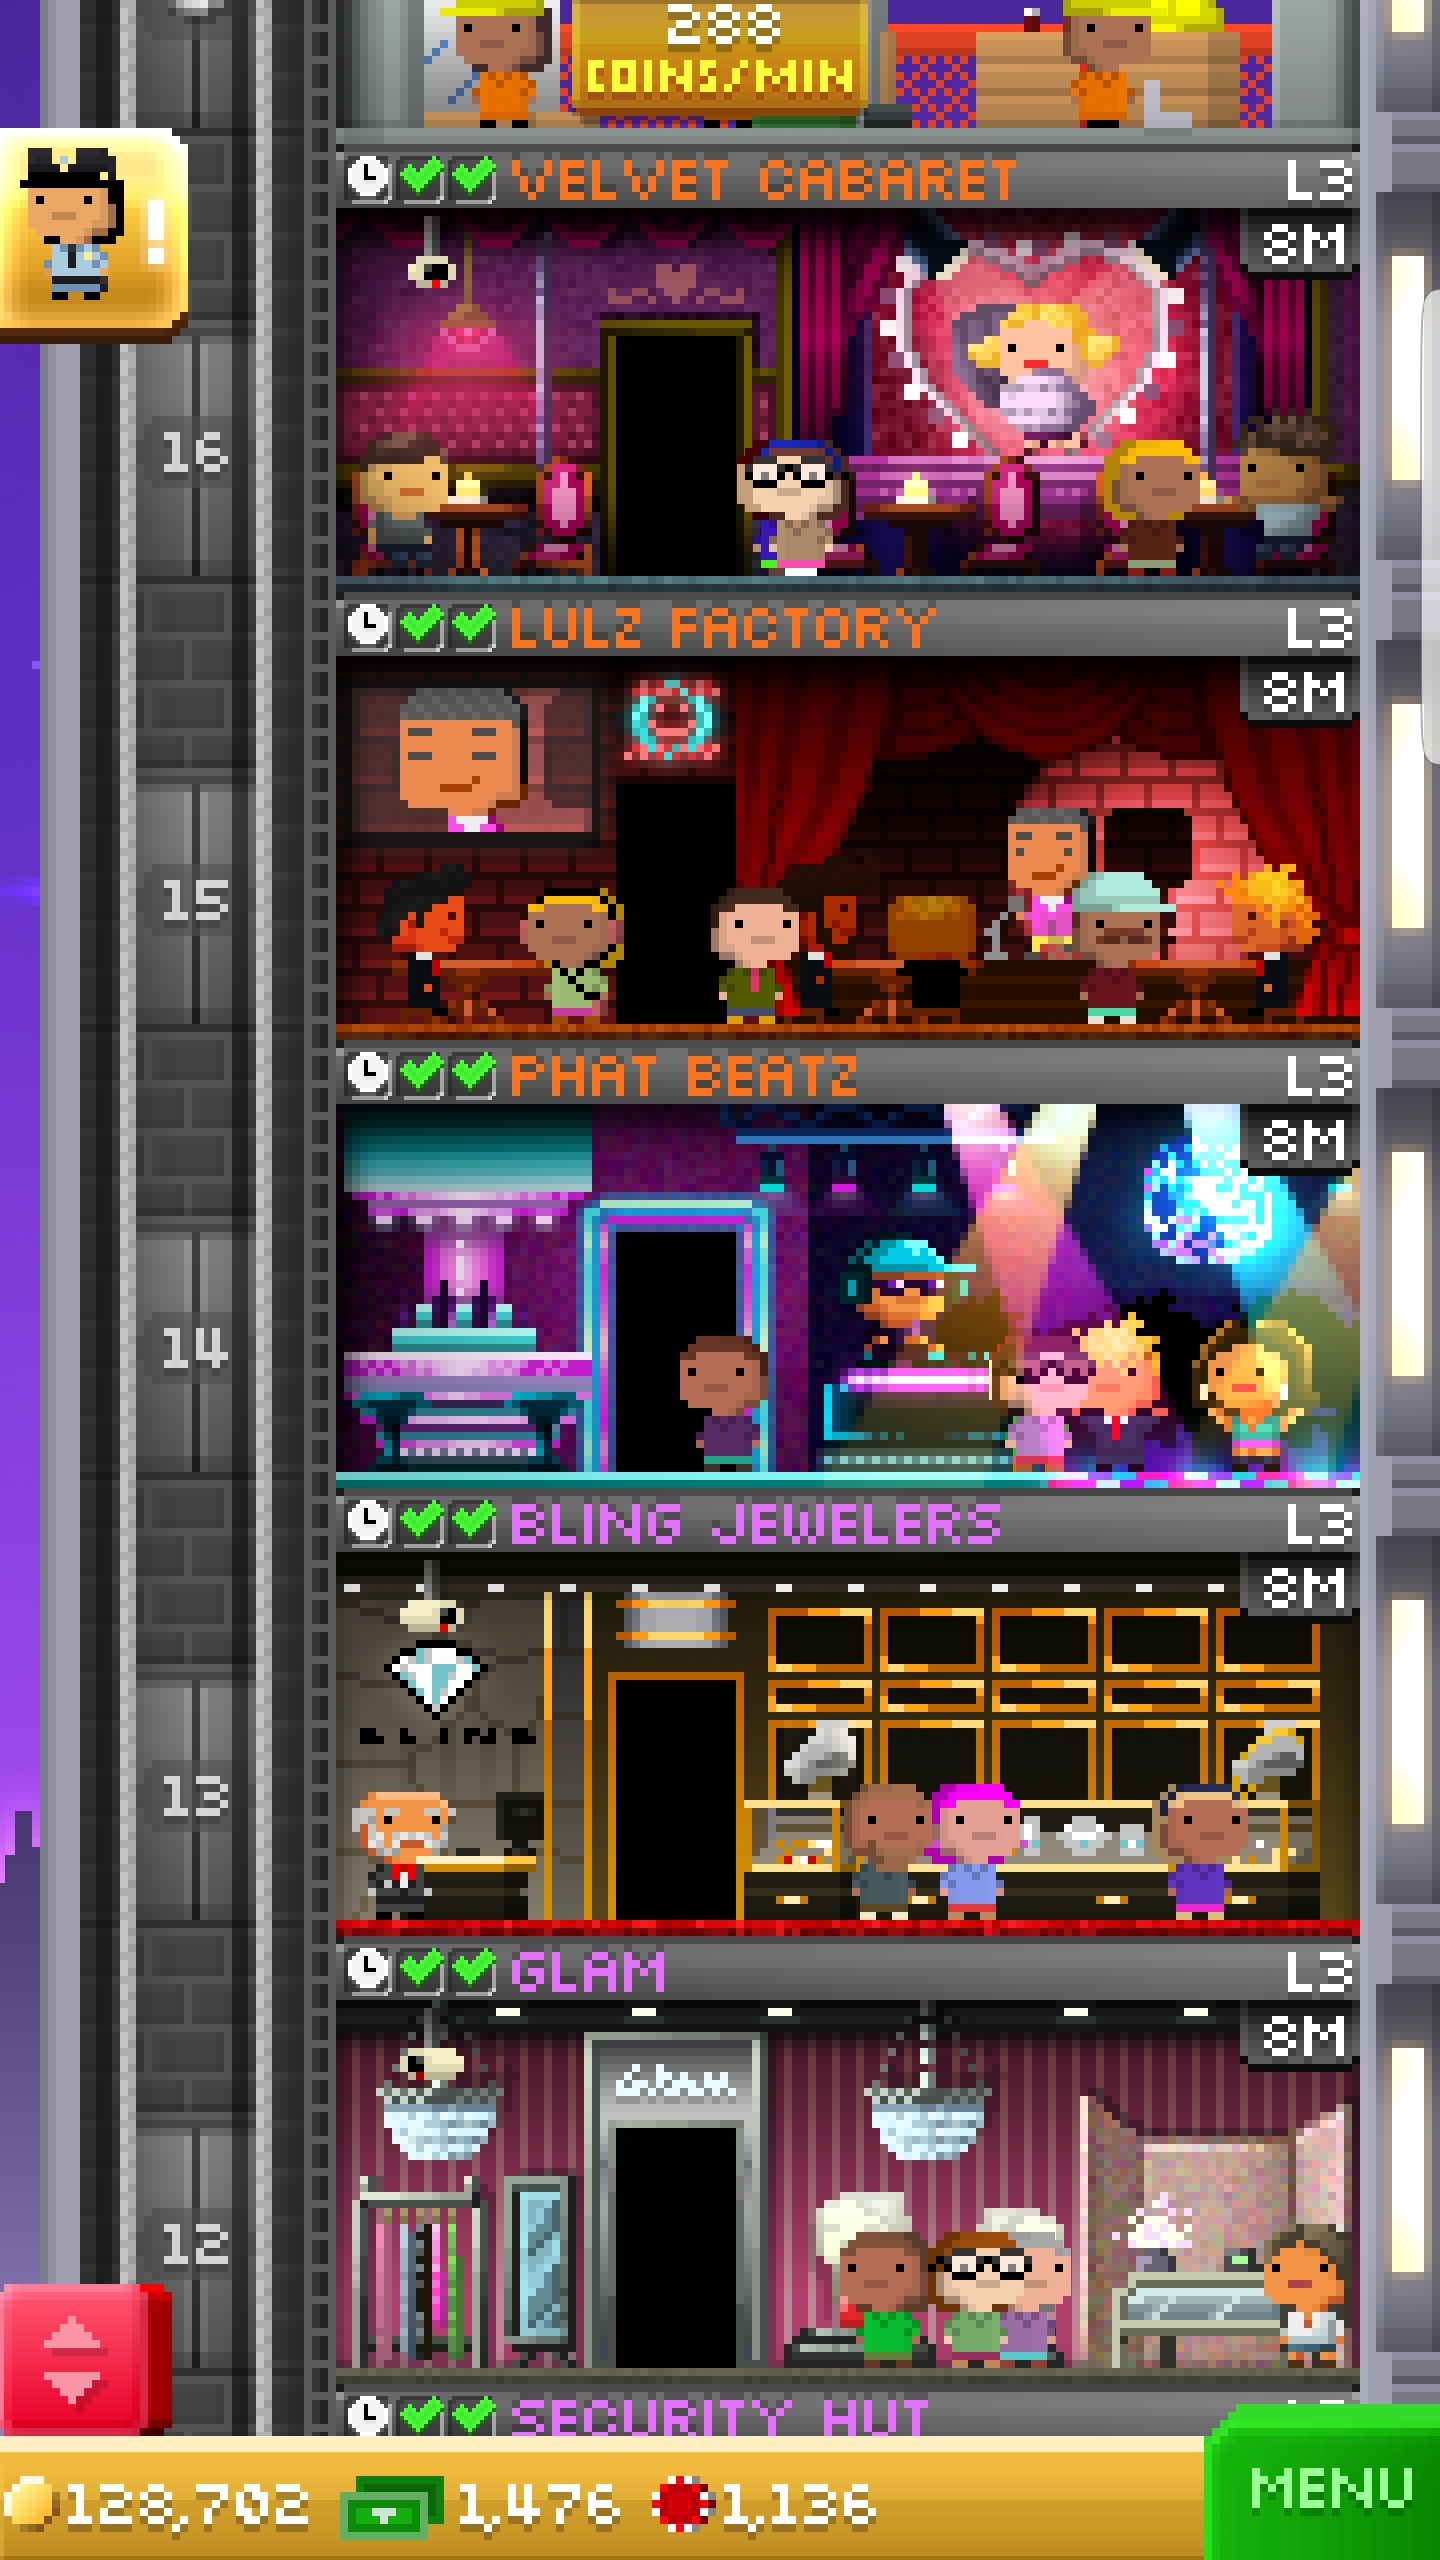 288
COINS/MIN
VELVET CABARET L3
8M
!
16
LULZ FACTORY L3
8M
15
PHAT BEATZ L3
8M
14
BLING JEWELERS L3
8M
BLING
13
GLAM L3
8M
Glam
12
SECURITY HUT
128,702 1,476 1,136
MENU